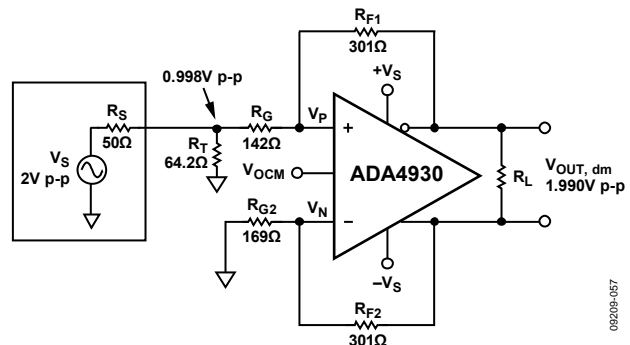 RF1
301Ω
0.998V p-p
+VS
RS
50Ω
RG
142Ω
VP
+
VS
2V p-p
RT
64.2Ω
VOCM
ADA4930
RL
VOUT, dm
1.990V p-p
RG2
169Ω
VN
−
−VS
RF2
301Ω
09209-057